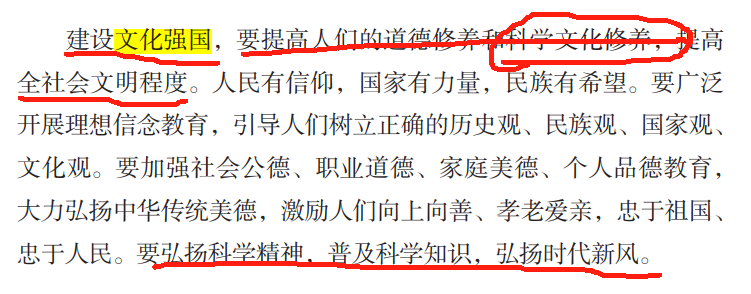 建设文化强国，要提高人们的道德修养和科学文化修养，提高
全社会文明程度。人民有信仰，国家有力量，民族有希望。要广泛
开展理想信念教育，引导人们树立正确的历史观、民族观、国家观、
文化观。要加强社会公德、职业道德、家庭美德、个人品德教育，
大力弘扬中华传统美德，激励人们向上向善、孝老爱亲，忠于祖国、
忠于人民。要弘扬科学精神，普及科学知识，弘扬时代新风。